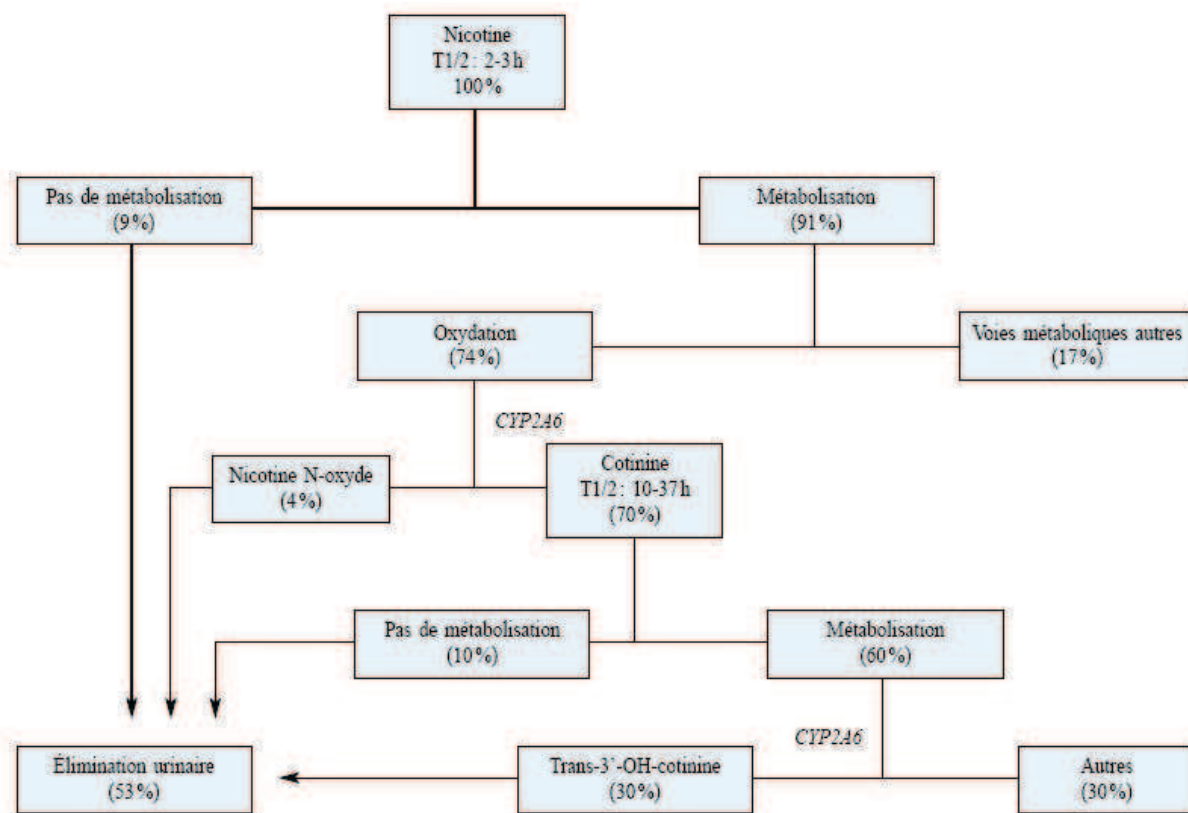 Nicotine
T1/2 : 2-3 h
100%
Pas de métabolisation
(9%)
Métabolisation
(91%)
Oxydation
(74%)
Voies métaboliques autres
(17%)
CYP2A6
Nicotine N-oxyde
(4%)
Cotinine
T1/2 : 10-37 h
(70%)
Pas de métabolisation
(10%)
Métabolisation
(60%)
CYP2A6
Élimination urinaire
(53%)
Trans-3’-OH-cotinine
(30%)
Autres
(30%)